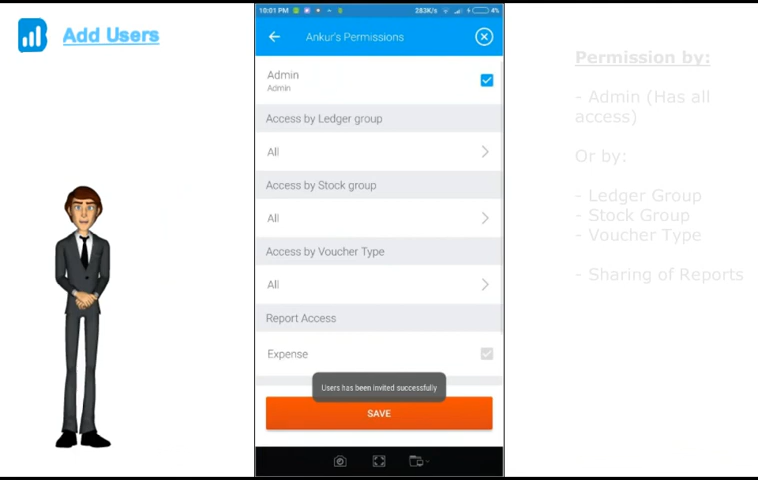 Add Users
10:01 PM
283K/s
4%
Ankur's Permissions
Admin
Admin
Access by Ledger group
All
Access by Stock group
All
Access by Voucher Type
All
Report Access
Expense
Users has been invited successfully
SAVE
Permission by:
- Admin (Has all
access)
Or by:
- Ledger Group
- Stock Group
- Voucher Type
- Sharing of Reports